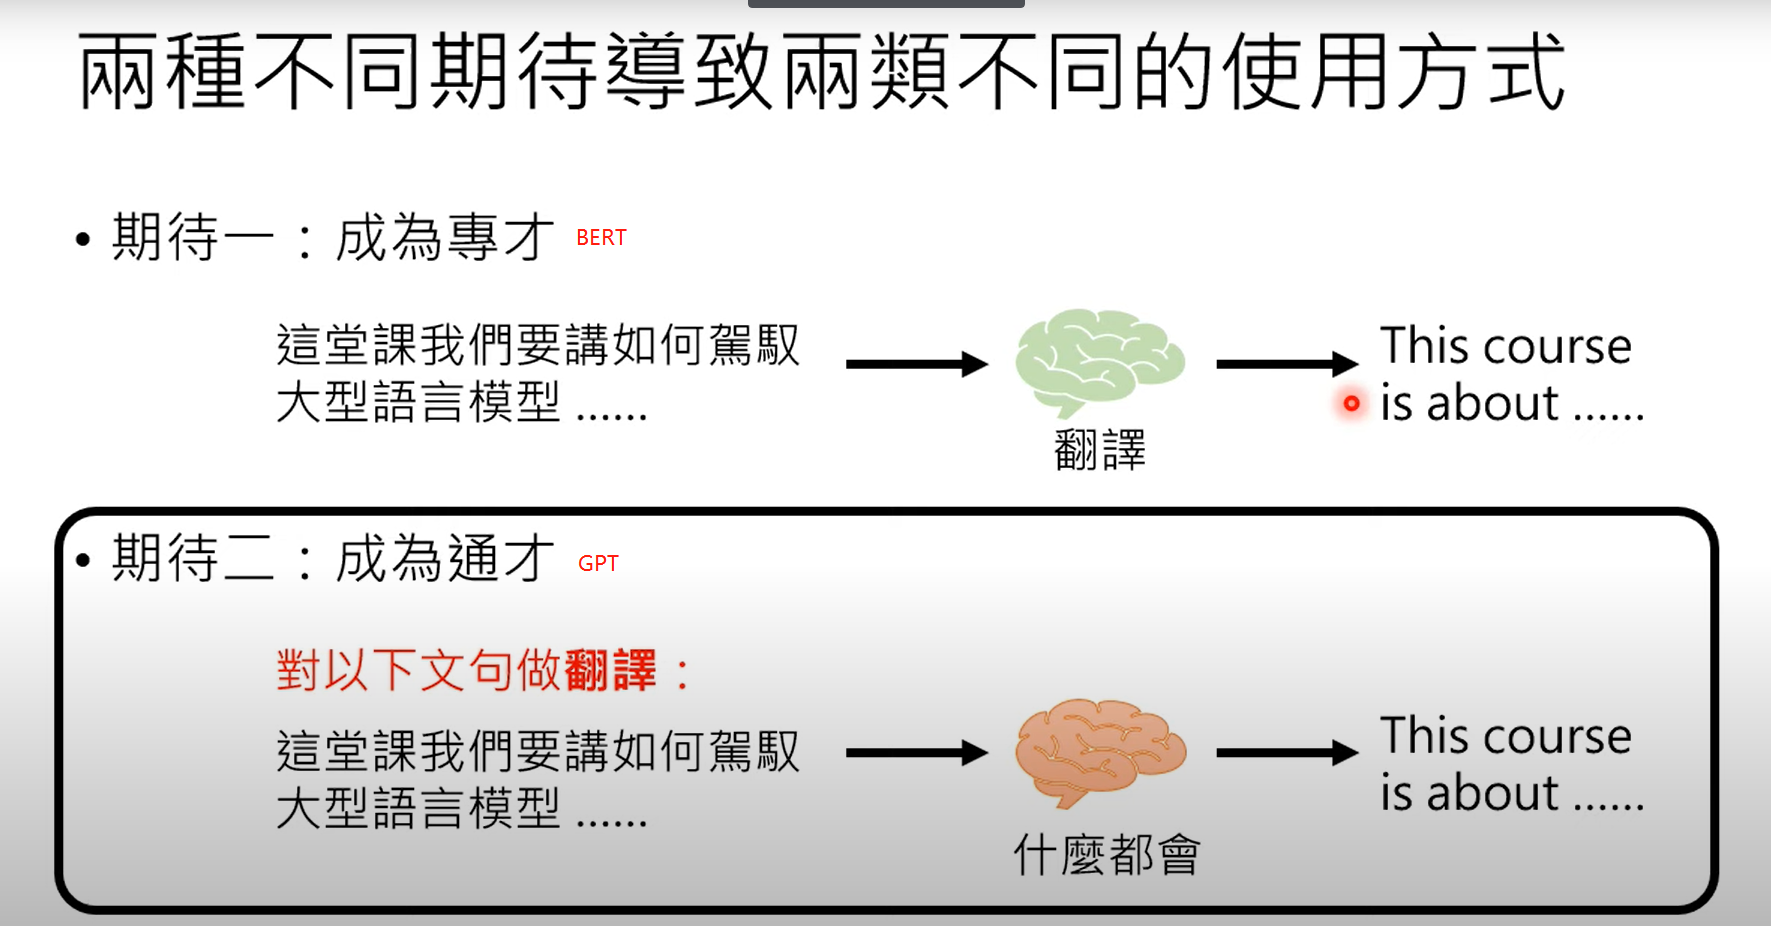 兩種不同期待導致兩類不同的使用方式
• 期待一：成為專才 BERT
這堂課我們要講如何駕馭
大型語言模型 ......
翻譯
This course
is about ......
• 期待二：成為通才 GPT
對以下文句做翻譯：
這堂課我們要講如何駕馭
大型語言模型 ......
什麼都會
This course
is about ......